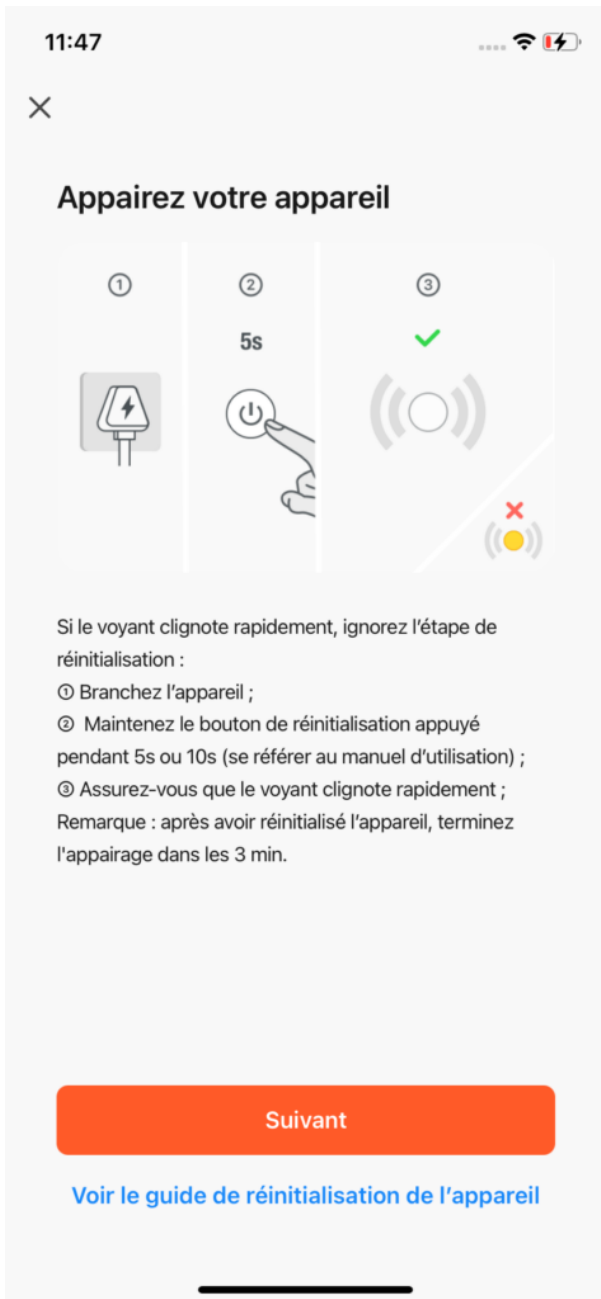 11:47
Appairez votre appareil
① ② ③
5s
Si le voyant clignote rapidement, ignorez l’étape de
réinitialisation :
① Branchez l’appareil ;
② Maintenez le bouton de réinitialisation appuyé
pendant 5s ou 10s (se référer au manuel d’utilisation) ;
③ Assurez-vous que le voyant clignote rapidement ;
Remarque : après avoir réinitialisé l’appareil, terminez
l'appairage dans les 3 min.
Suivant
Voir le guide de réinitialisation de l’appareil